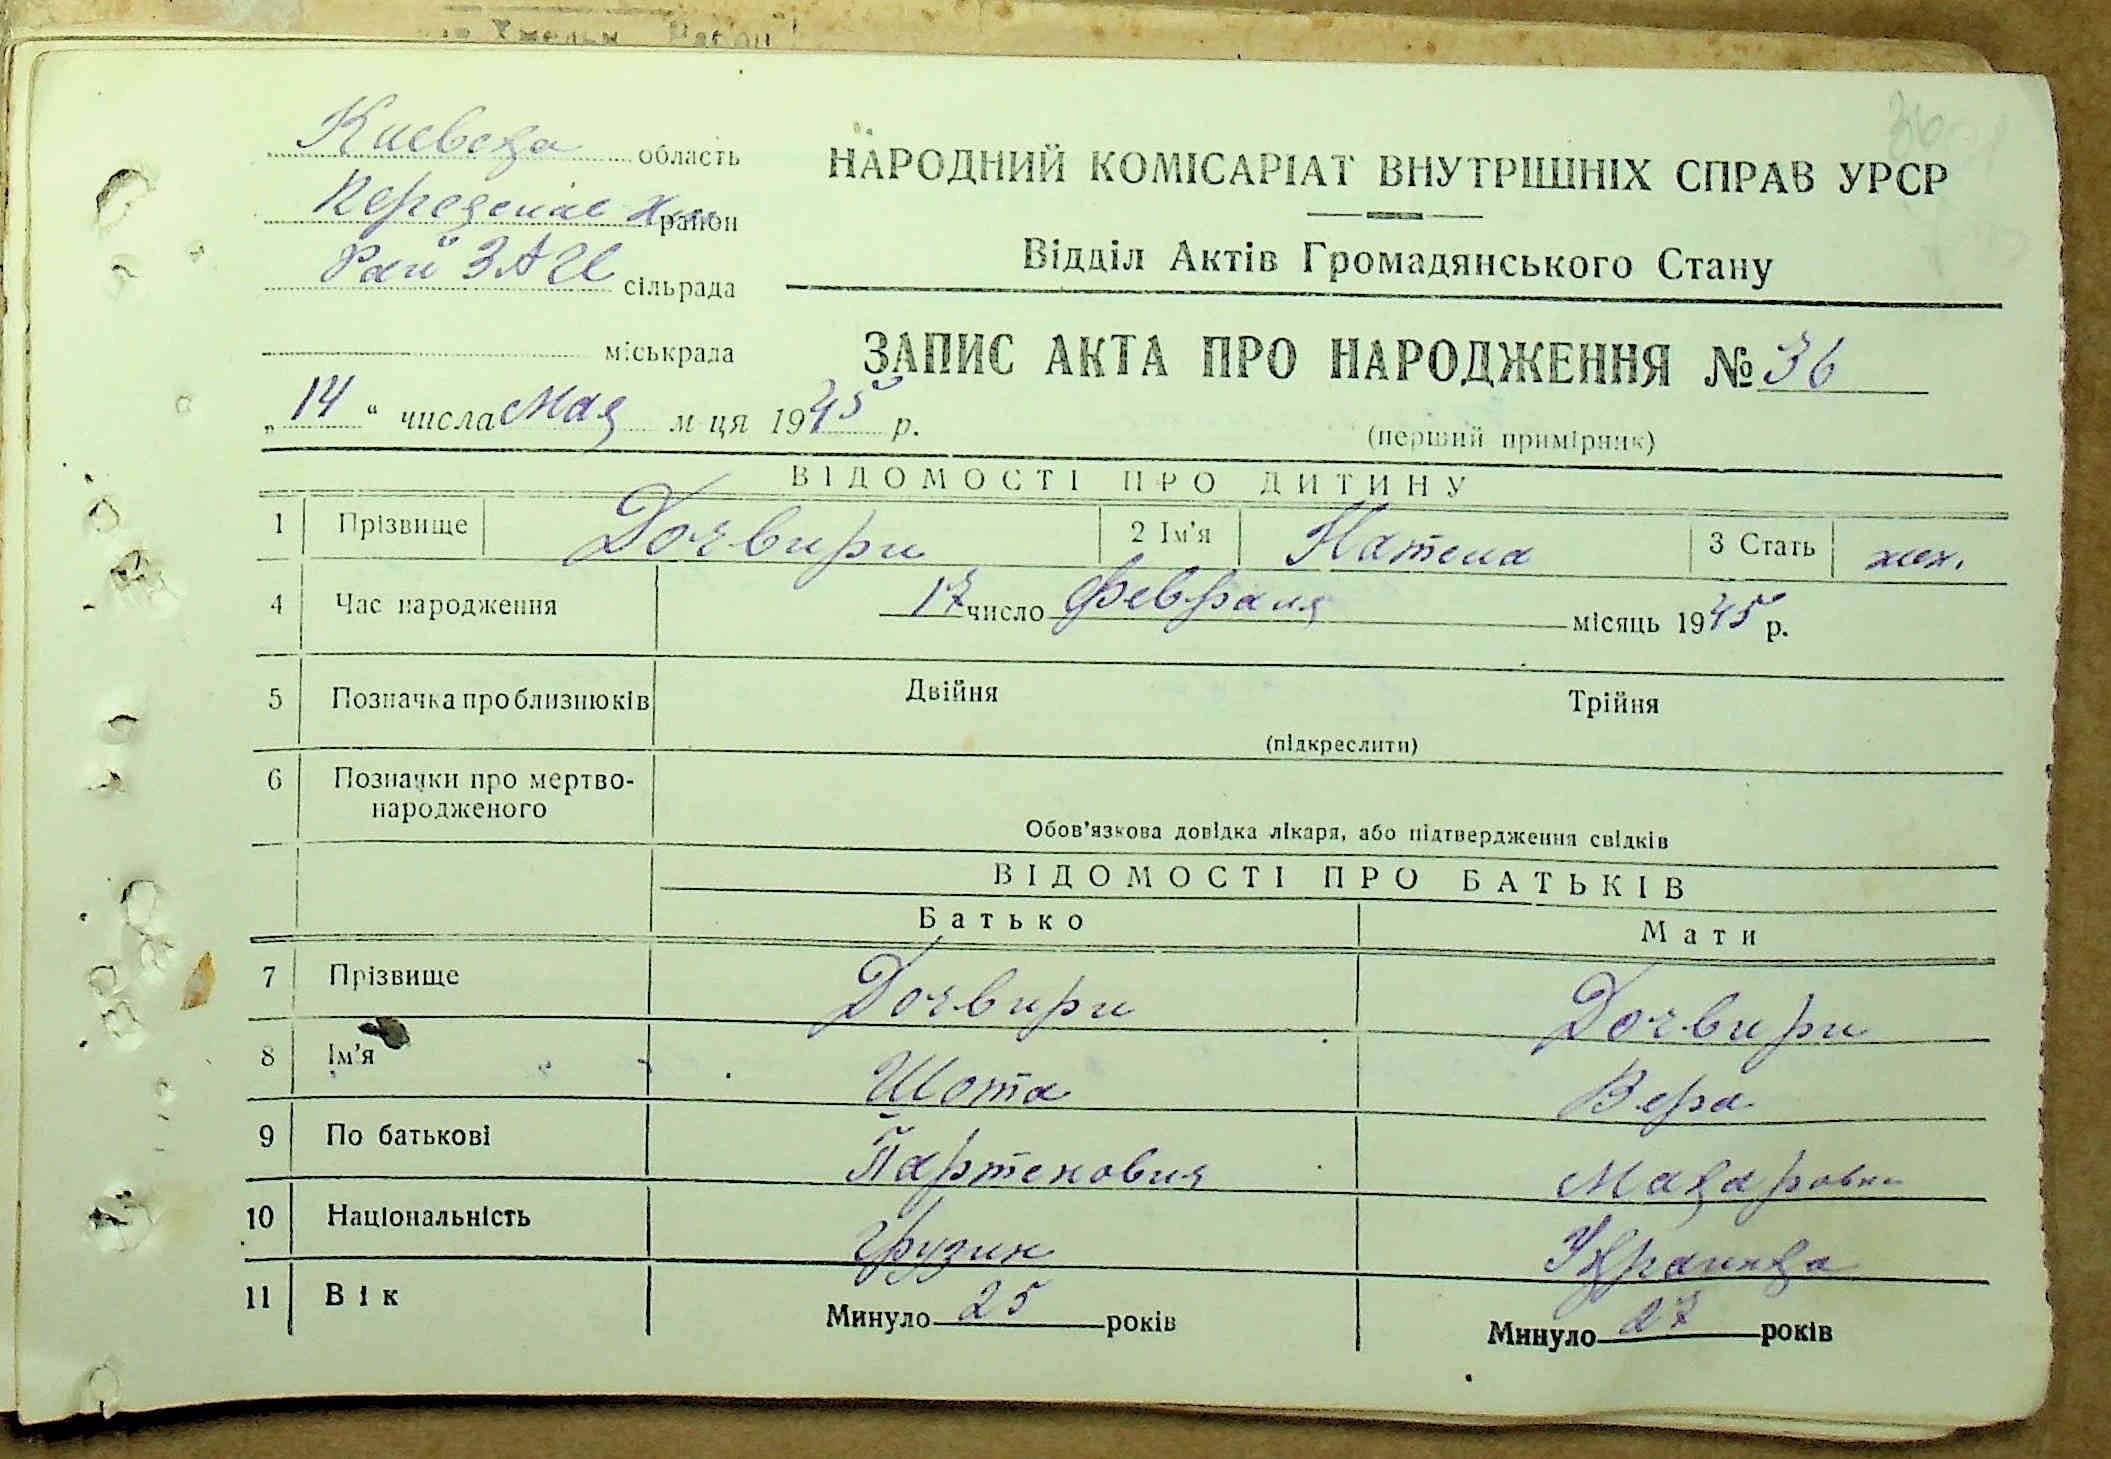 Киевска область
Переяслав Хм район
Рай ЗАГС сільрада
міськрада
НАРОДНИЙ КОМІСАРІАТ ВНУТРІШНІХ СПРАВ УРСР
Відділ Актів Громадянського Стану
ЗАПИС АКТА ПРО НАРОДЖЕННЯ № 36
„14“ числа Мая м-ця 1945 р.
(перший примірник)
ВІДОМОСТІ ПРО ДИТИНУ
1 Прізвище Дочвири 2 Ім'я Натела 3 Стать жен.
4 Час народження 17 число Февраля місяць 1945 р.
5 Позначка про близнюків Двійня Трійня
(підкреслити)
6 Позначки про мертво-
народженого
Обов'язкова довідка лікаря, або підтвердження свідків
ВІДОМОСТІ ПРО БАТЬКІВ
Батько Мати
7 Прізвище Дочвири Дочвири
8 Ім'я Шота Вера
9 По батькові Партенович Макаровна
10 Національність Грузин Украинка
11 Вік Минуло 25 років Минуло 27 років